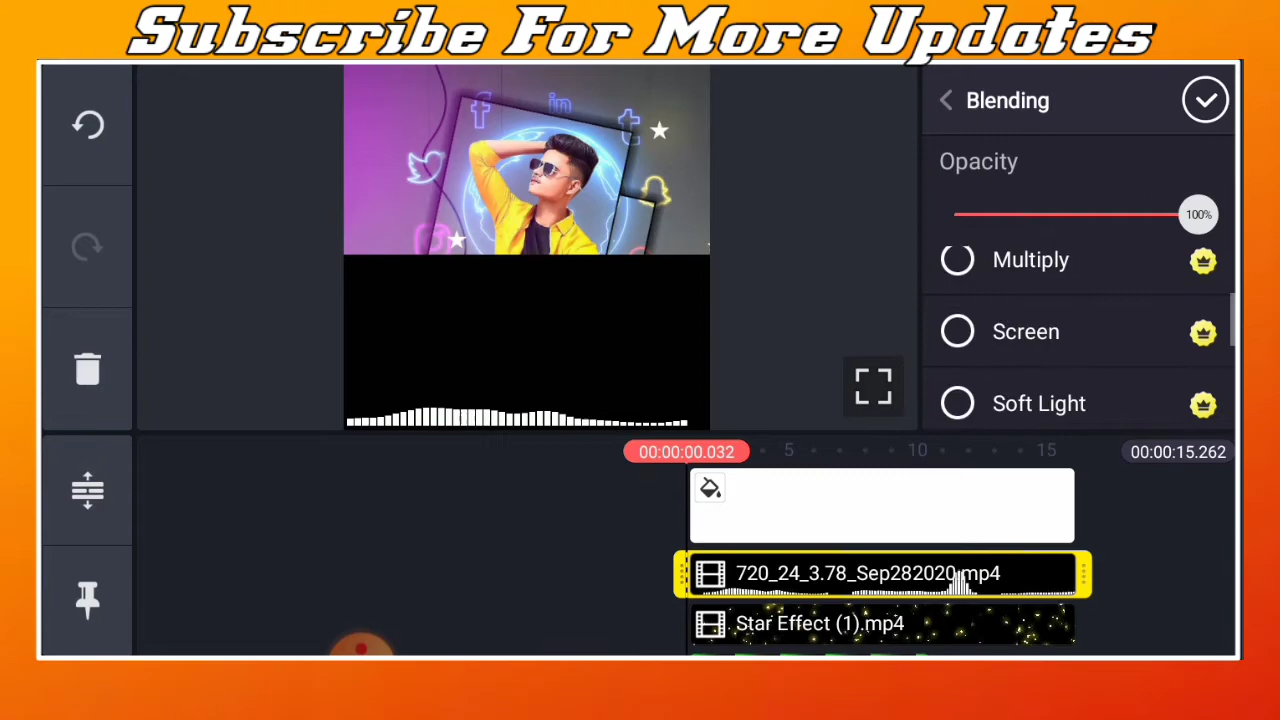 Subscribe For More Updates
Blending
Opacity
100%
Multiply
Screen
Soft Light
00:00:00.032
5
10
15
00:00:15.262
720_24_3.78_Sep282020.mp4
Star Effect (1).mp4